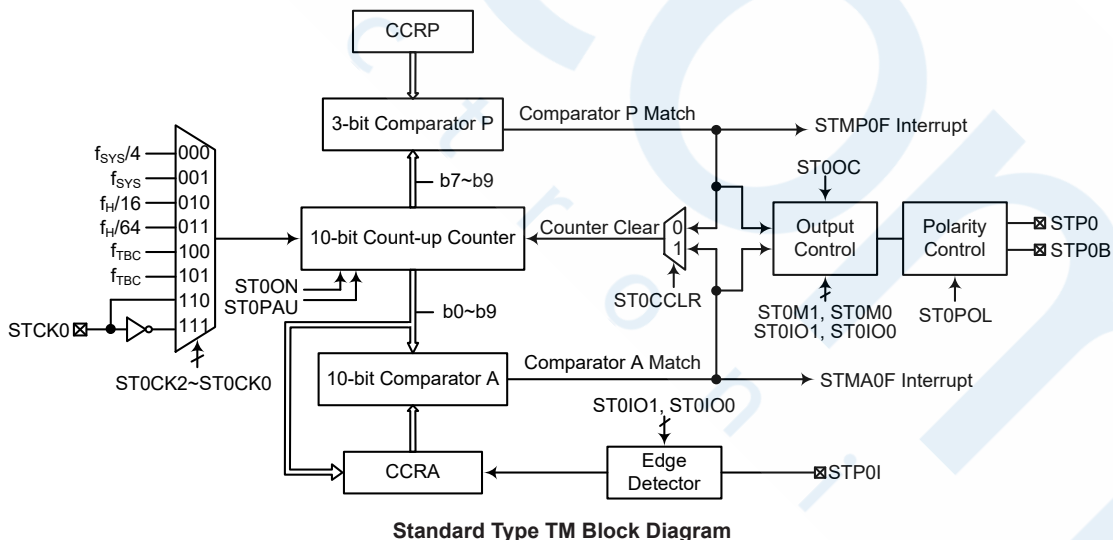 CCRP
3-bit Comparator P
Comparator P Match
STMP0F Interrupt
b7~b9
fSYS/4
fSYS
fH/16
fH/64
fTBC
fTBC
000
001
010
011
100
101
110
111
STCK0
ST0CK2~ST0CK0
10-bit Count-up Counter
ST0ON
ST0PAU
Counter Clear
0
1
ST0CCLR
ST0OC
Output
Control
ST0M1, ST0M0
ST0IO1, ST0IO0
Polarity
Control
ST0POL
STP0
STP0B
b0~b9
10-bit Comparator A
Comparator A Match
STMA0F Interrupt
ST0IO1, ST0IO0
CCRA
Edge
Detector
STP0I
Standard Type TM Block Diagram